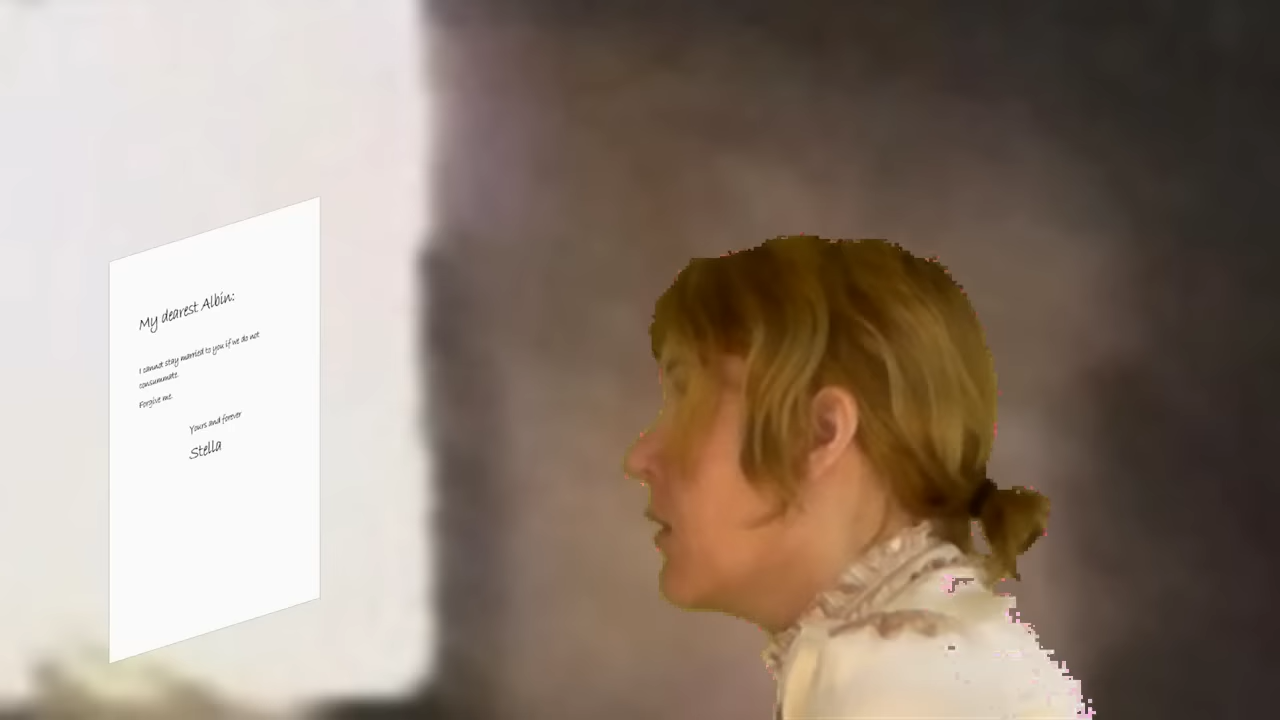 My dearest Albin:
I cannot stay married to you if we do not
consummate.
Forgive me.
Yours and forever
Stella